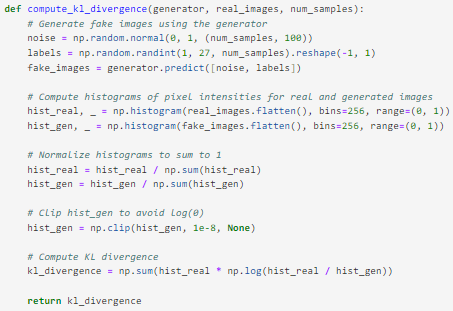 def compute_kl_divergence(generator, real_images, num_samples):
    # Generate fake images using the generator
    noise = np.random.normal(0, 1, (num_samples, 100))
    labels = np.random.randint(1, 27, num_samples).reshape(-1, 1)
    fake_images = generator.predict([noise, labels])

    # Compute histograms of pixel intensities for real and generated images
    hist_real, _ = np.histogram(real_images.flatten(), bins=256, range=(0, 1))
    hist_gen, _ = np.histogram(fake_images.flatten(), bins=256, range=(0, 1))

    # Normalize histograms to sum to 1
    hist_real = hist_real / np.sum(hist_real)
    hist_gen = hist_gen / np.sum(hist_gen)

    # Clip hist_gen to avoid log(0)
    hist_gen = np.clip(hist_gen, 1e-8, None)

    # Compute KL divergence
    kl_divergence = np.sum(hist_real * np.log(hist_real / hist_gen))

    return kl_divergence